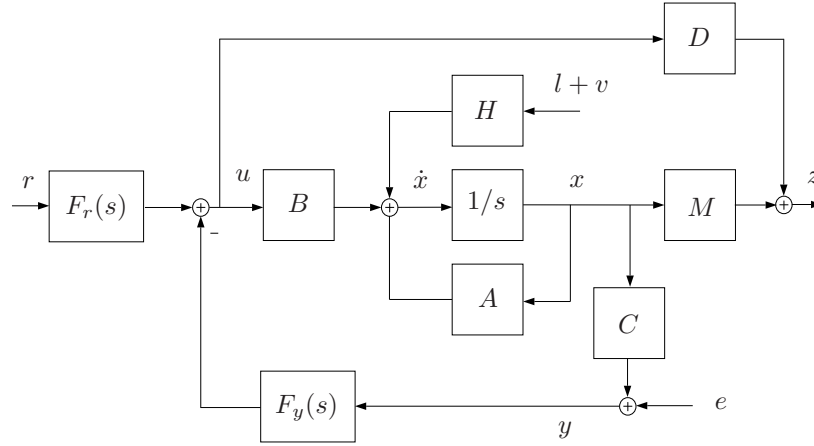 D
l + v
H
r
F_r(s)
u
B
ẋ
1/s
x
M
z
+
+
+
-
A
C
F_y(s)
y
+
e